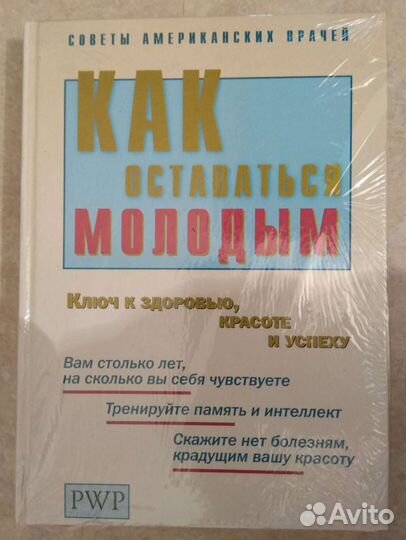 СОВЕТЫ АМЕРИКАНСКИХ ВРАЧЕЙ
КАК
ОСТАВАТЬСЯ
МОЛОДЫМ
КЛЮЧ К ЗДОРОВЬЮ,
КРАСОТЕ
И УСПЕХУ
Вам столько лет,
на сколько вы себя чувствуете
Тренируйте память и интеллект
Скажите нет болезням,
крадущим вашу красоту
PWP
Avito